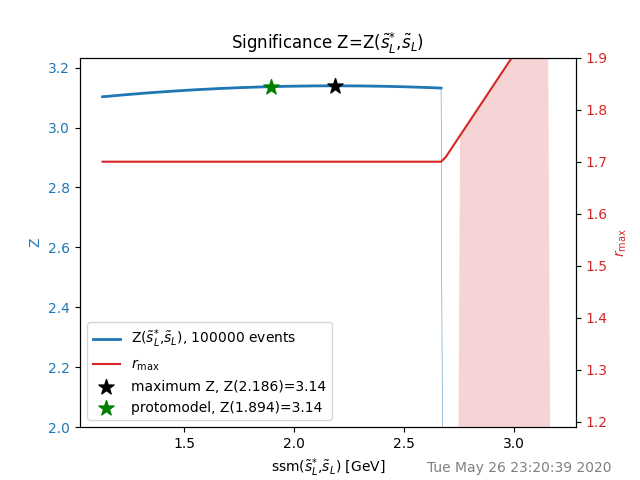 Significance Z=Z(s̃*L,s̃L)
3.2
3.0
2.8
2.6
2.4
2.2
2.0
Z
1.9
1.8
1.7
1.6
1.5
1.4
1.3
1.2
rmax
Z(s̃*L,s̃L), 100000 events
rmax
maximum Z, Z(2.186)=3.14
protomodel, Z(1.894)=3.14
1.5 2.0 2.5 3.0
ssm(s̃*L,s̃L) [GeV]
Tue May 26 23:20:39 2020